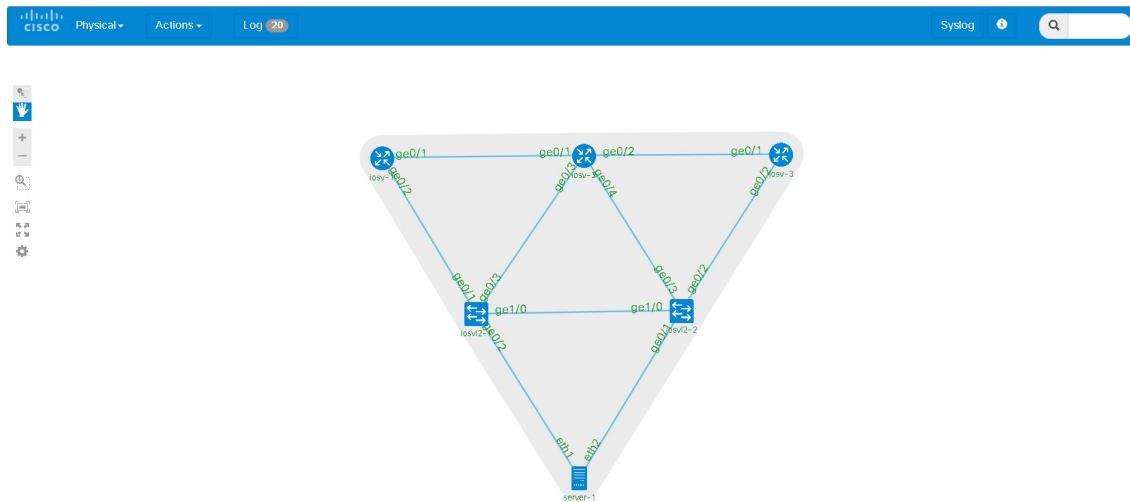 CISCO Physical Actions Log 20 Syslog
ge0/1 ge0/1 ge0/2 ge0/1
iosv-3
ge0/2 ge0/3 ge0/4 ge0/2
ge0/1 ge0/3 ge0/3 ge0/2
ge1/0 ge1/0
iosvl2-2
ge0/2 ge0/1
eth1 eth2
server-1